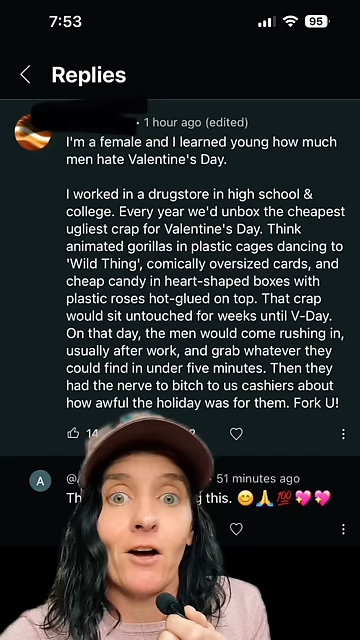 7:53
95
Replies
· 1 hour ago (edited)
I'm a female and I learned young how much
men hate Valentine's Day.
I worked in a drugstore in high school &
college. Every year we'd unbox the cheapest
ugliest crap for Valentine's Day. Think
animated gorillas in plastic cages dancing to
'Wild Thing', comically oversized cards, and
cheap candy in heart-shaped boxes with
plastic roses hot-glued on top. That crap
would sit untouched for weeks until V-Day.
On that day, the men would come rushing in,
usually after work, and grab whatever they
could find in under five minutes. Then they
had the nerve to bitch to us cashiers about
how awful the holiday was for them. Fork U!
A
· 51 minutes ago
this. 😊🙏💯💖💖